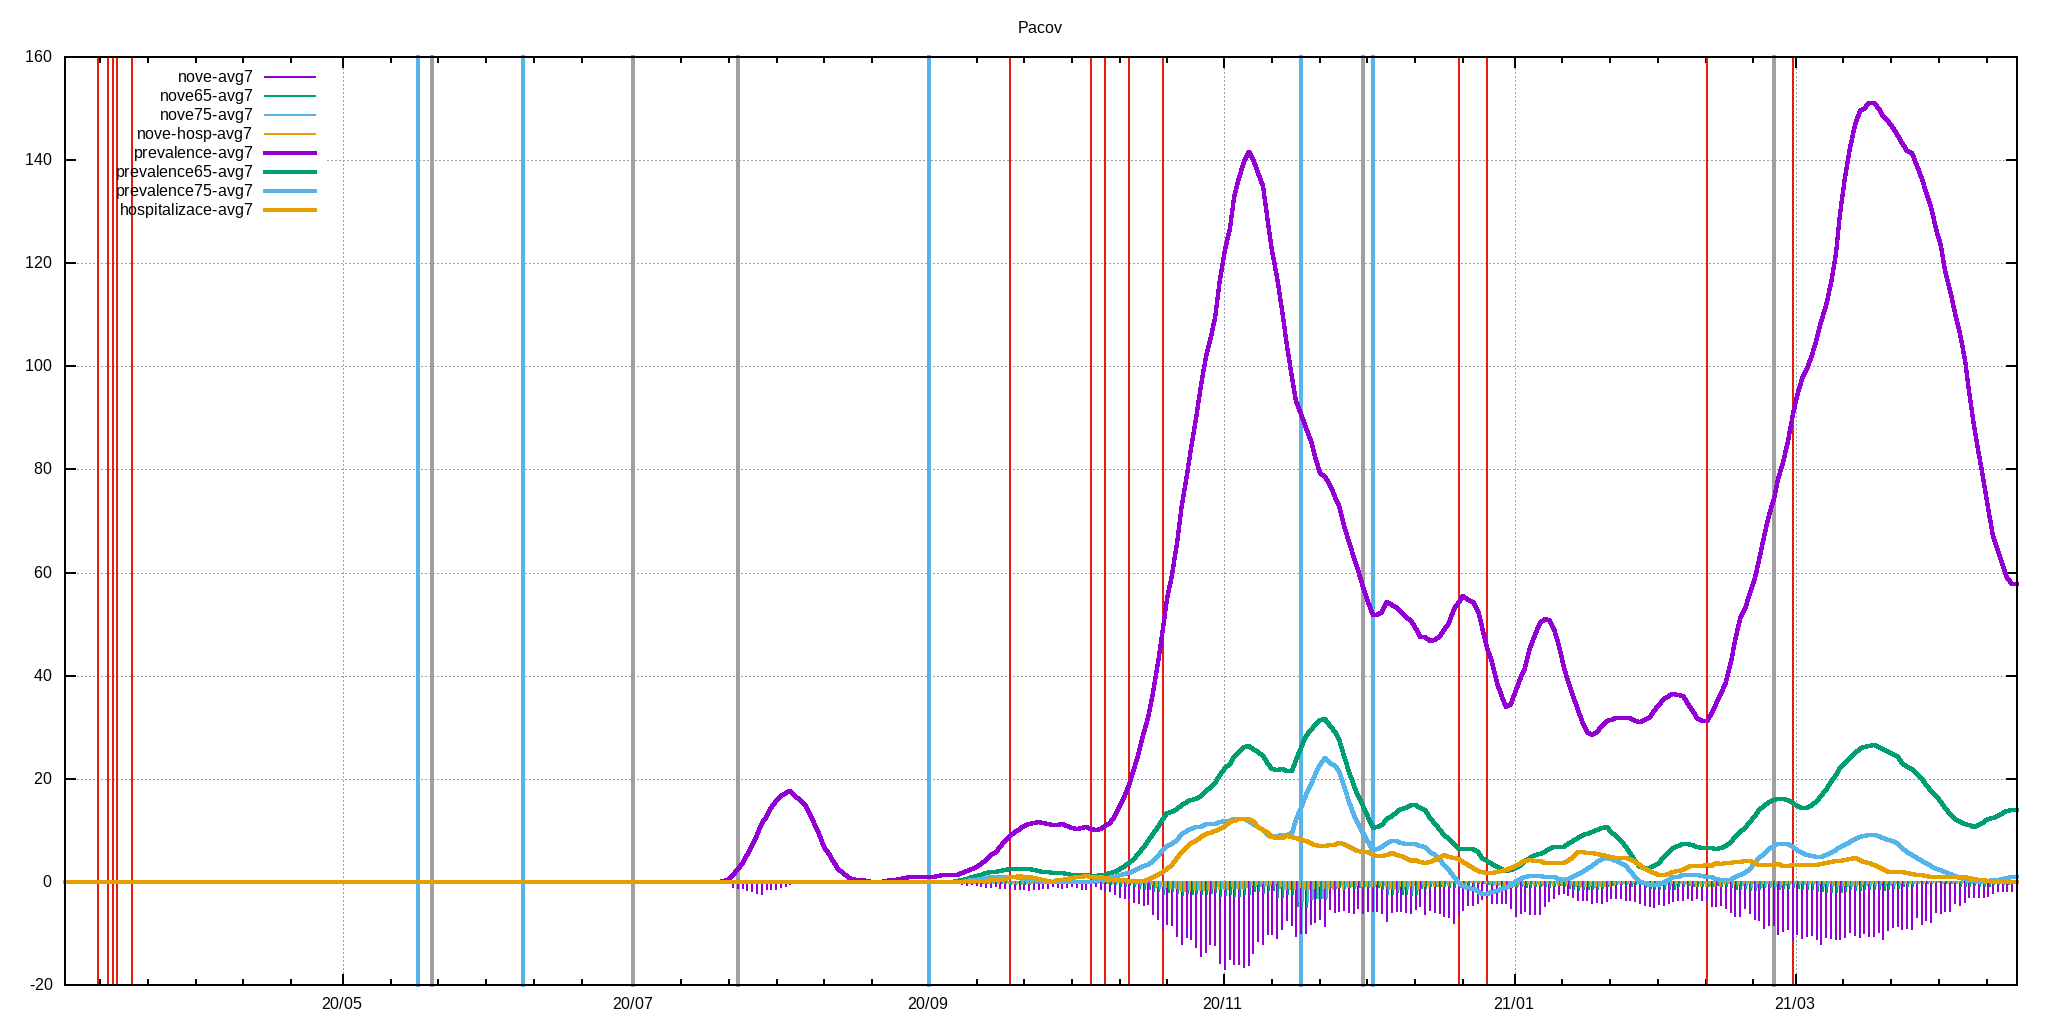 Pacov
160
140
120
100
80
60
40
20
0
-20
nove-avg7
nove65-avg7
nove75-avg7
nove-hosp-avg7
prevalence-avg7
prevalence65-avg7
prevalence75-avg7
hospitalizace-avg7
20/05 20/07 20/09 20/11 21/01 21/03